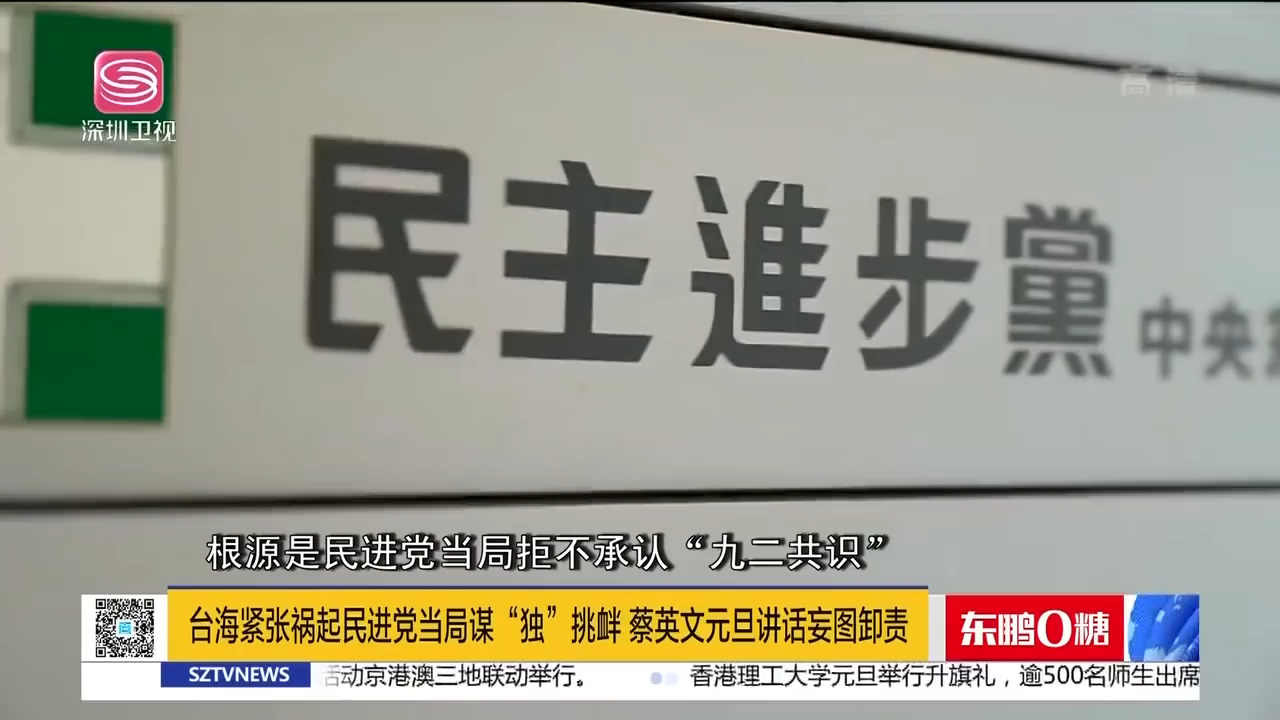 深圳卫视
高清
民主進步黨 中央
根源是民进党当局拒不承认“九二共识”
台海紧张祸起民进党当局谋“独”挑衅 蔡英文元旦讲话妄图卸责
东鹏0糖
SZTVNEWS
活动京港澳三地联动举行。 香港理工大学元旦举行升旗礼，逾500名师生出席